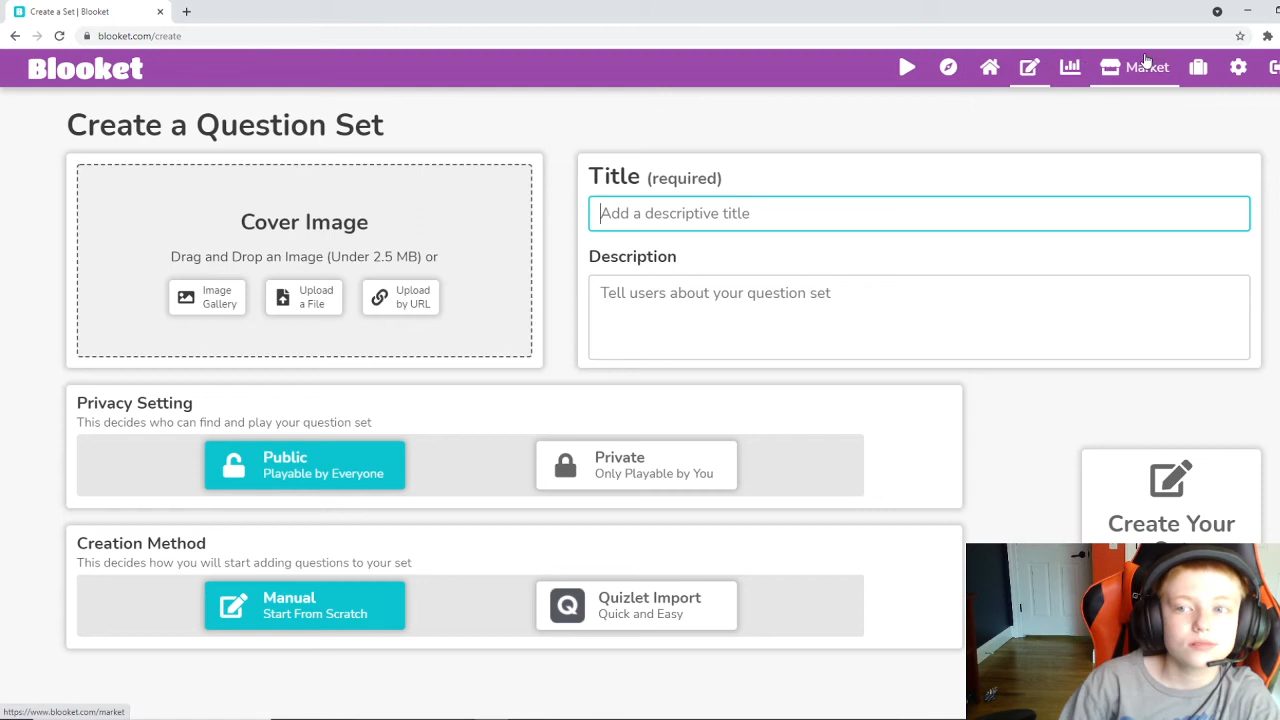 Create a Set | Blooket
blooket.com/create
Blooket
Market
Create a Question Set
Cover Image
Drag and Drop an Image (Under 2.5 MB) or
Image
Gallery
Upload
a File
Upload
by URL
Title (required)
Add a descriptive title
Description
Tell users about your question set
Privacy Setting
This decides who can find and play your question set
Public
Playable by Everyone
Private
Only Playable by You
Creation Method
This decides how you will start adding questions to your set
Manual
Start From Scratch
Q
Quizlet Import
Quick and Easy
Create Your
https://www.blooket.com/market